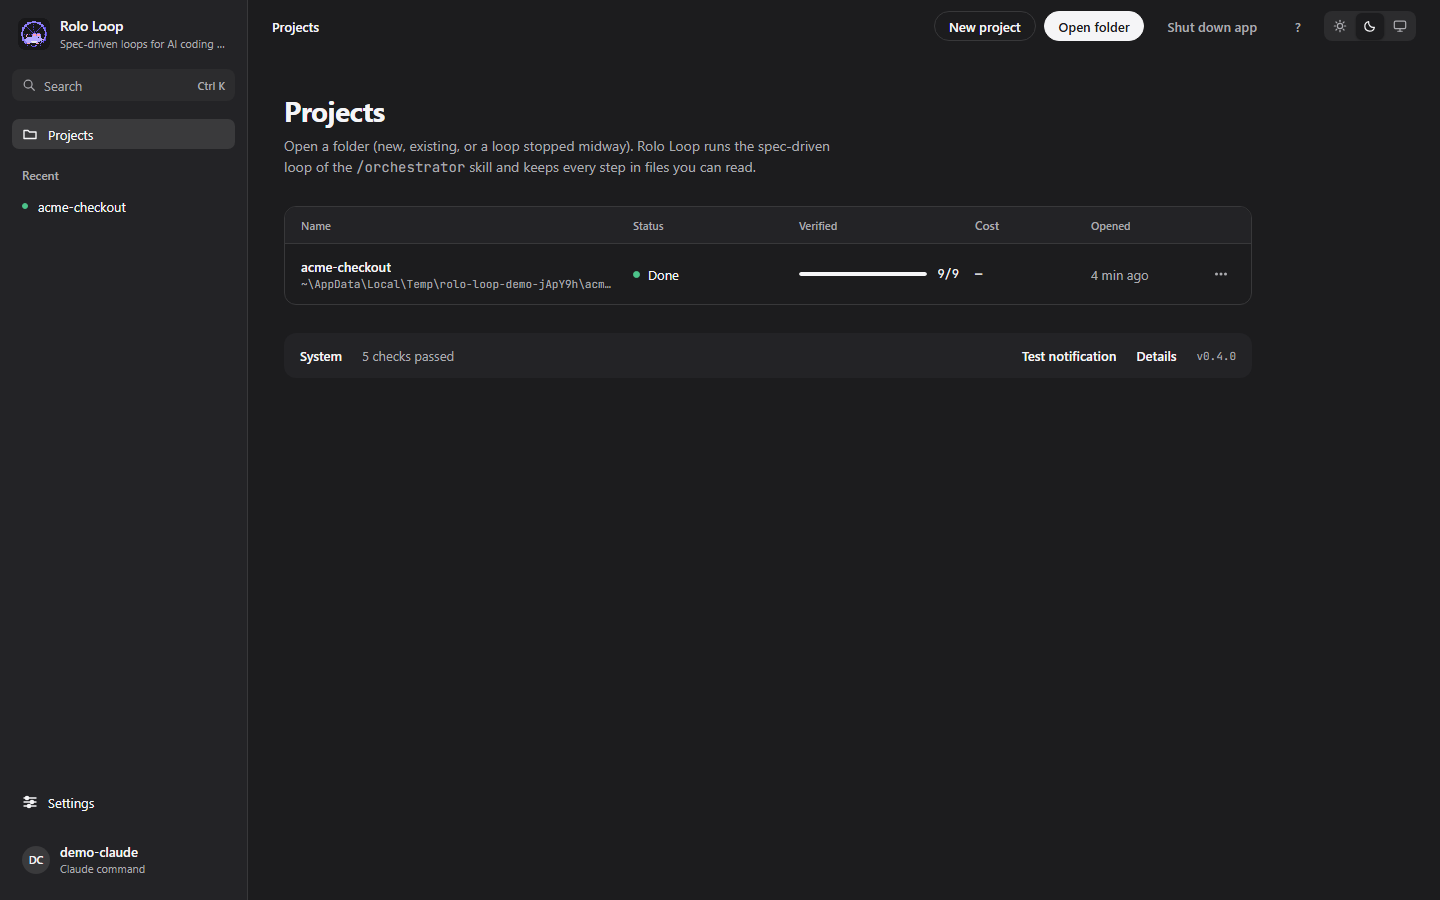 Rolo Loop
Spec-driven loops for AI coding ...
Search
Ctrl K
Projects
Recent
acme-checkout
Settings
DC
demo-claude
Claude command
Projects
New project
Open folder
Shut down app
?
Projects
Open a folder (new, existing, or a loop stopped midway). Rolo Loop runs the spec-driven
loop of the /orchestrator skill and keeps every step in files you can read.
Name
Status
Verified
Cost
Opened
acme-checkout
~\AppData\Local\Temp\rolo-loop-demo-jApY9h\acm…
Done
9/9
–
4 min ago
System
5 checks passed
Test notification
Details
v0.4.0